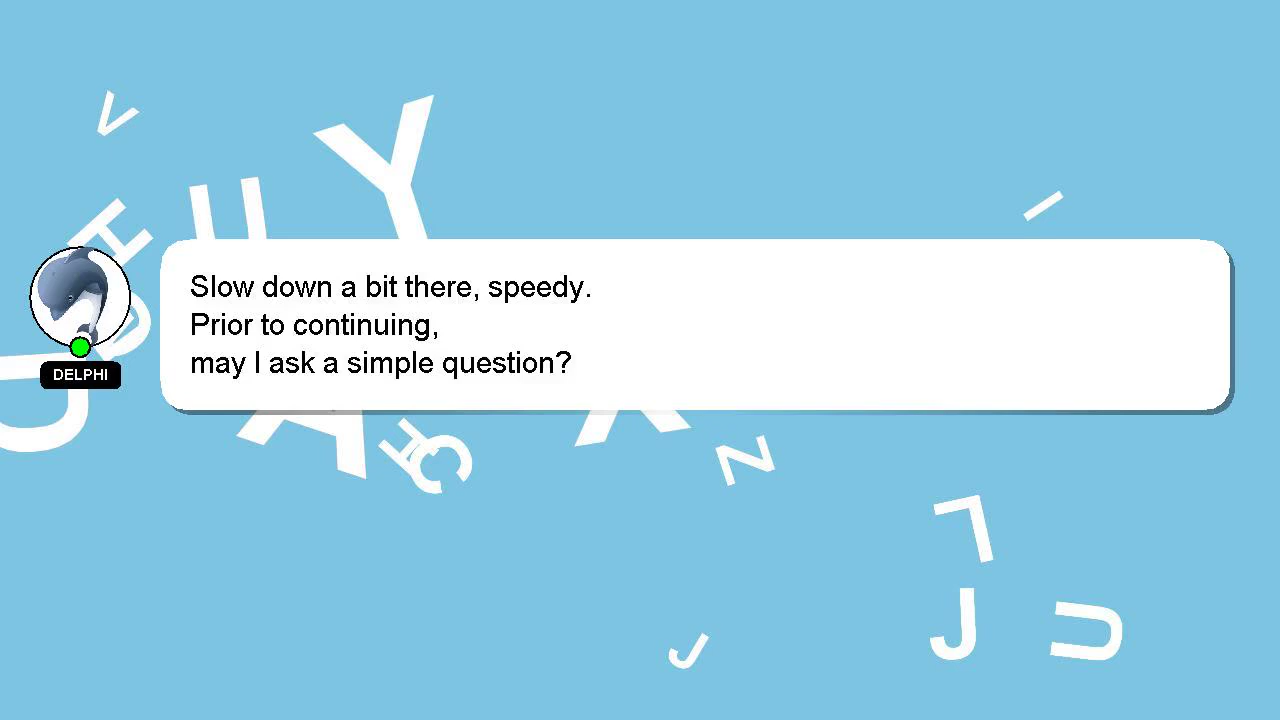 V
Y
U
H
I
Slow down a bit there, speedy.
Prior to continuing,
may I ask a simple question?
DELPHI
U
A
X
H
C
Z
L
J
U
J